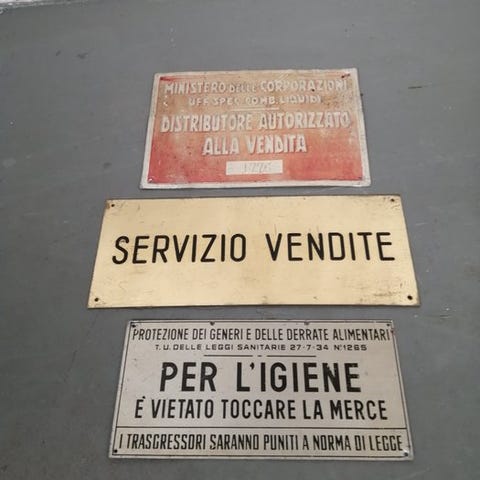 MINISTERO DELLE CORPORAZIONI
UFF. SPEC. COMB. LIQUIDI
DISTRIBUTORE AUTORIZZATO
ALLA VENDITA
SERVIZIO VENDITE
PROTEZIONE DEI GENERI E DELLE DERRATE ALIMENTARI
T. U. DELLE LEGGI SANITARIE 27-7-34 N° 1265
PER L'IGIENE
È VIETATO TOCCARE LA MERCE
I TRASGRESSORI SARANNO PUNITI A NORMA DI LEGGE